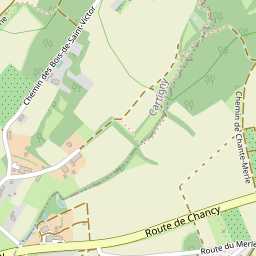 Chemin des Bois-de-Saint-Victor
Cartigny
Chemin de Chante-Merle
Route de Chancy
Route du Merle